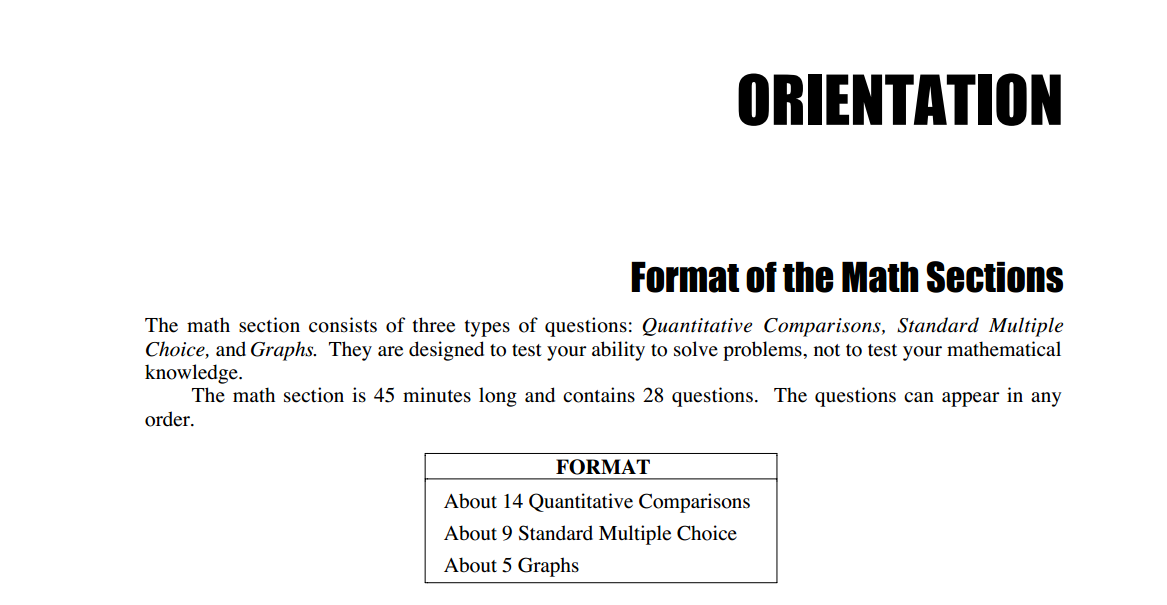 ORIENTATION
Format of the Math Sections
The math section consists of three types of questions: Quantitative Comparisons, Standard Multiple
Choice, and Graphs. They are designed to test your ability to solve problems, not to test your mathematical
knowledge.
The math section is 45 minutes long and contains 28 questions. The questions can appear in any
order.
FORMAT
About 14 Quantitative Comparisons
About 9 Standard Multiple Choice
About 5 Graphs